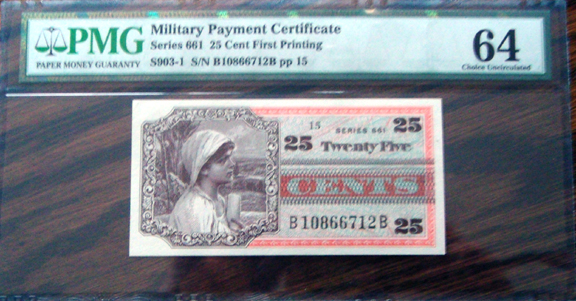 PMG
PAPER MONEY GUARANTY
Military Payment Certificate
Series 661 25 Cent First Printing
S903-1 S/N B10866712B pp 15
64
Choice Uncirculated
15 SERIES 661 25
25 Twenty Five
CENTS
B10866712B 25